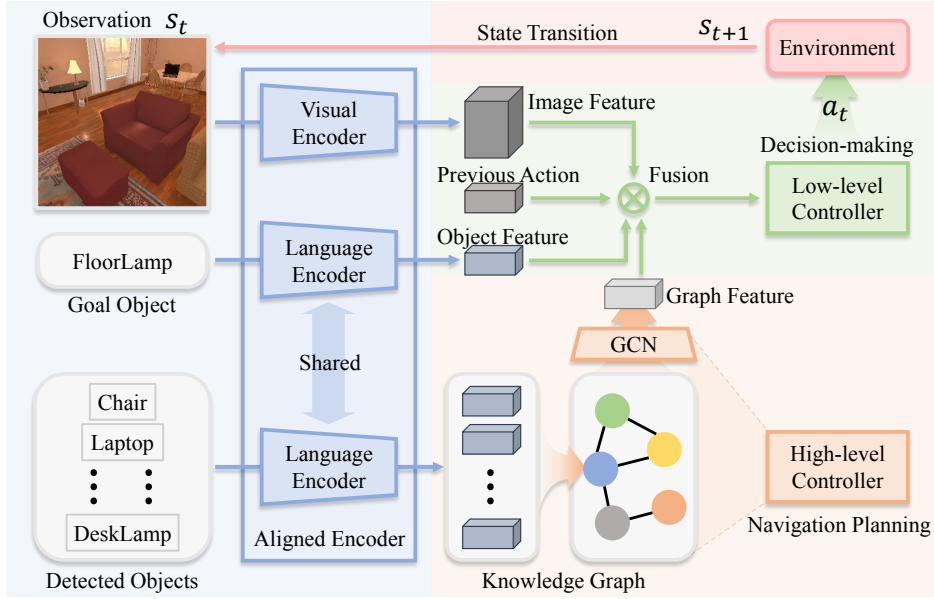 Observation s_t
State Transition
s_{t+1}
Environment
a_t
Visual
Encoder
Image Feature
Decision-making
Previous Action
Fusion
Low-level
Controller
FloorLamp
Goal Object
Language
Encoder
Object Feature
Graph Feature
GCN
Shared
Chair
Laptop
DeskLamp
Detected Objects
Language
Encoder
Aligned Encoder
Knowledge Graph
High-level
Controller
Navigation Planning